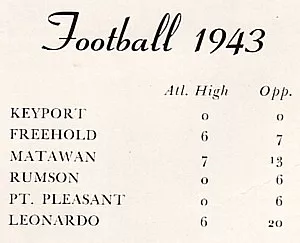 Football 1943
Atl. High Opp.
KEYPORT 0 0
FREEHOLD 6 7
MATAWAN 7 13
RUMSON 0 6
PT. PLEASANT 0 6
LEONARDO 6 20